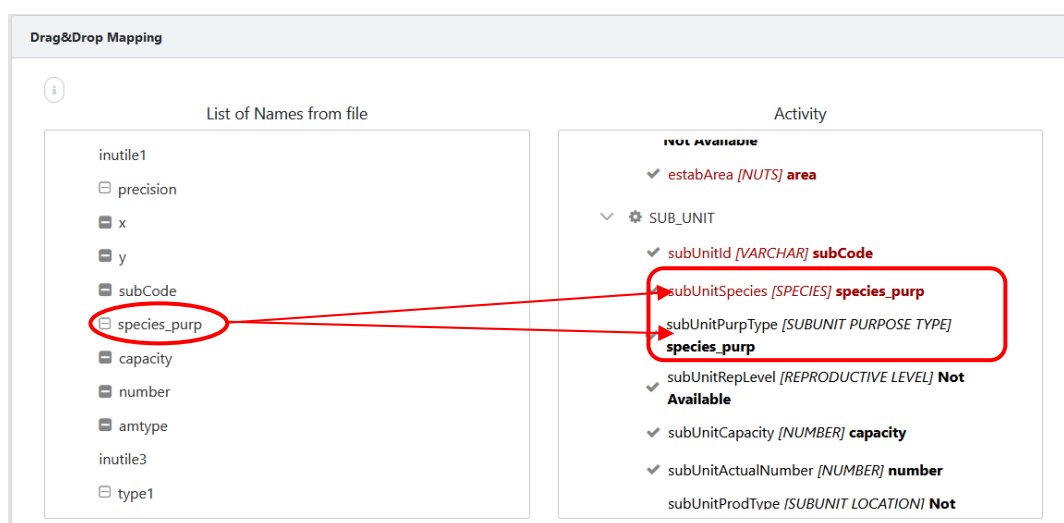 Drag&Drop Mapping
i
List of Names from file
inutile1
precision
x
y
subCode
species_purp
capacity
number
amtype
inutile3
type1
Activity
Not Available
estabArea [NUTS] area
SUB_UNIT
subUnitId [VARCHAR] subCode
subUnitSpecies [SPECIES] species_purp
subUnitPurpType [SUBUNIT PURPOSE TYPE]
species_purp
subUnitRepLevel [REPRODUCTIVE LEVEL] Not
Available
subUnitCapacity [NUMBER] capacity
subUnitActualNumber [NUMBER] number
subUnitProdType [SUBUNIT LOCATION] Not